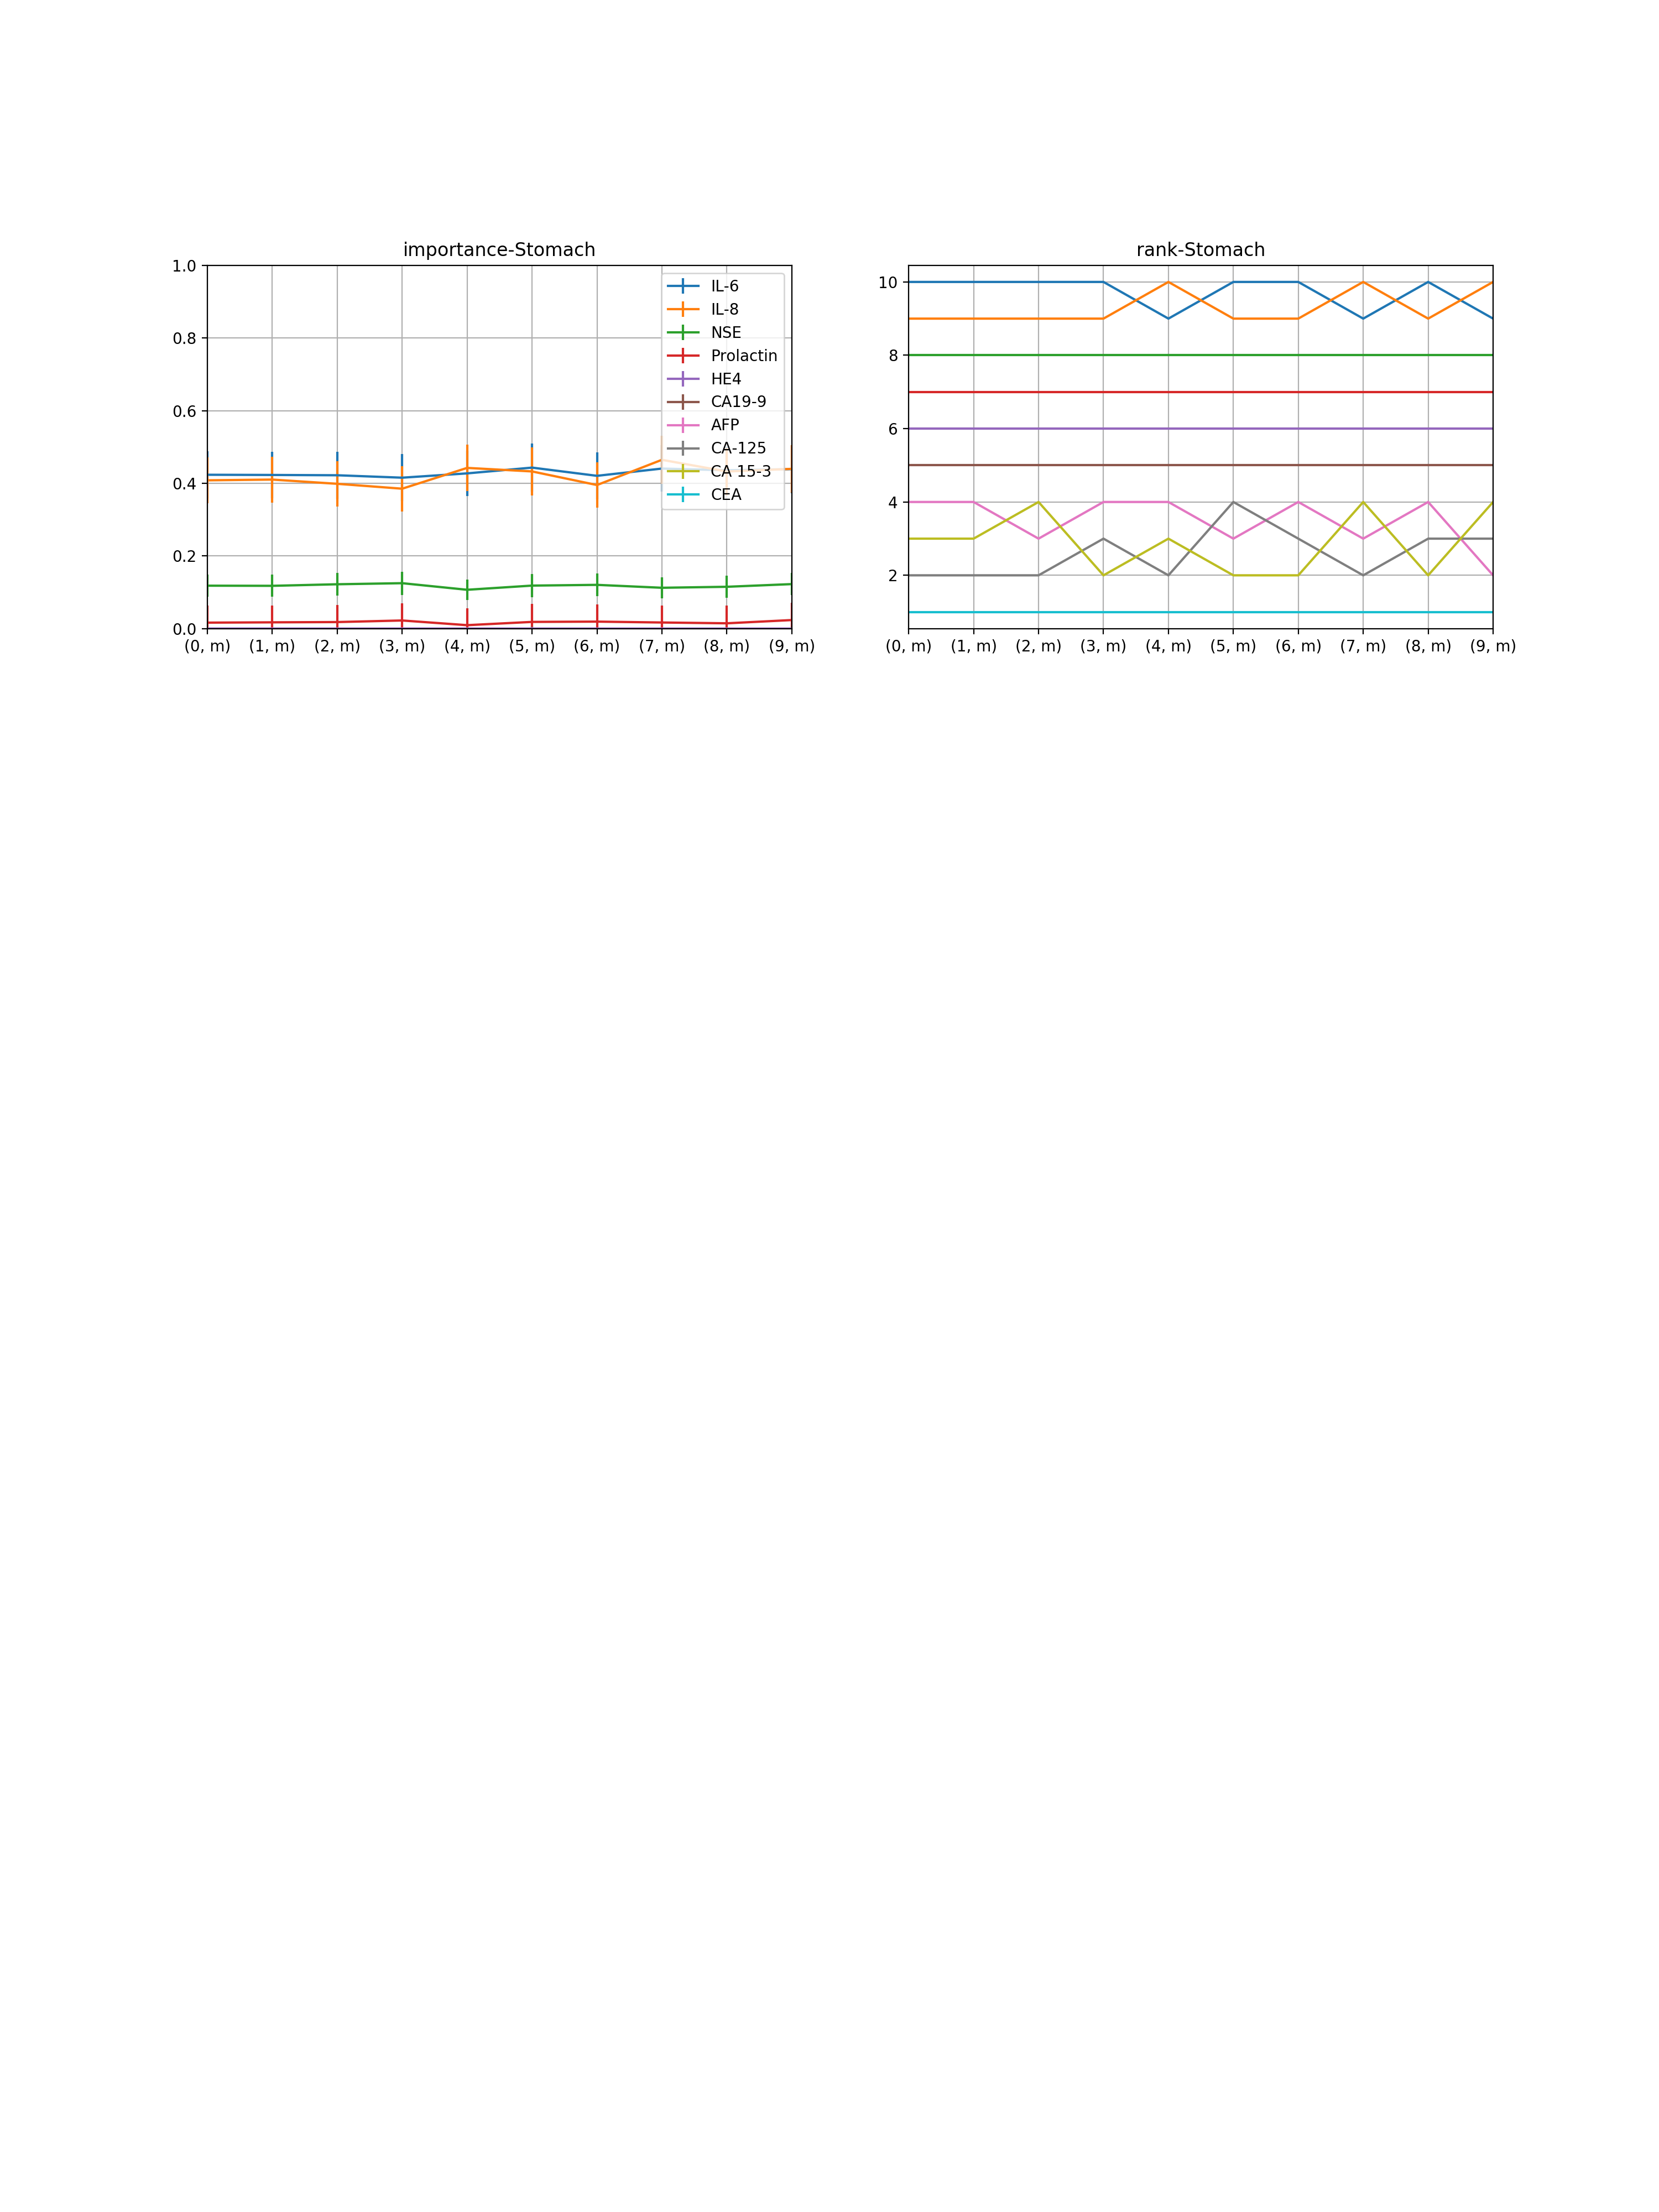 importance-Stomach
1.0
0.8
0.6
0.4
0.2
0.0
(0, m) (1, m) (2, m) (3, m) (4, m) (5, m) (6, m) (7, m) (8, m) (9, m)
IL-6
IL-8
NSE
Prolactin
HE4
CA19-9
AFP
CA-125
CA 15-3
CEA
rank-Stomach
10
8
6
4
2
(0, m) (1, m) (2, m) (3, m) (4, m) (5, m) (6, m) (7, m) (8, m) (9, m)